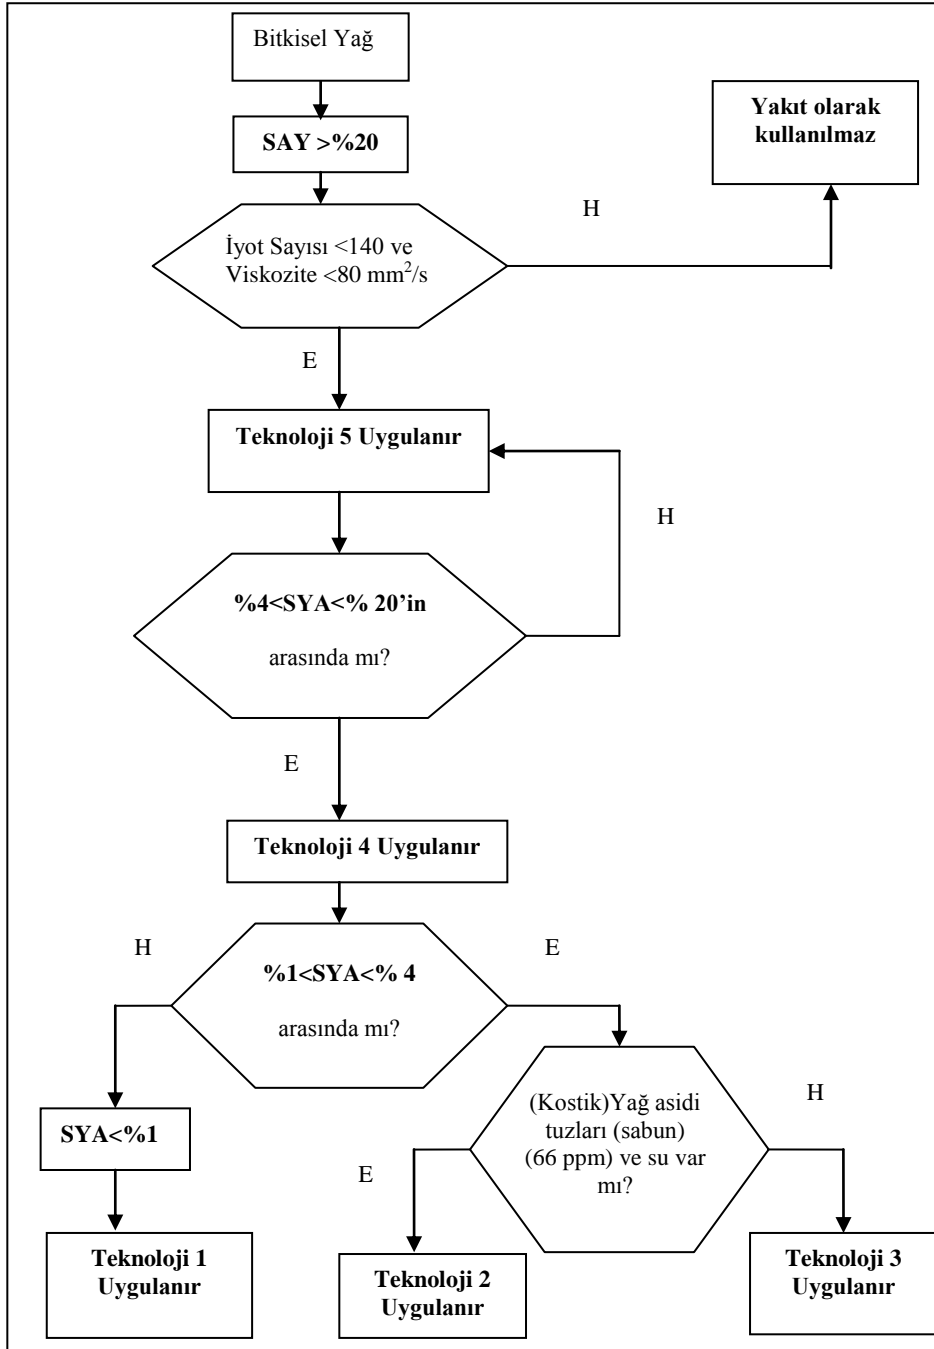 Bitkisel Yağ
SAY >%20
Yakıt olarak
kullanılmaz
H
İyot Sayısı <140 ve
Viskozite <80 mm²/s
E
Teknoloji 5 Uygulanır
H
%4<SYA<% 20’in
arasında mı?
E
Teknoloji 4 Uygulanır
H
E
%1<SYA<% 4
arasında mı?
(Kostik)Yağ asidi
tuzları (sabun)
(66 ppm) ve su var
mı?
H
SYA<%1
E
Teknoloji 1
Uygulanır
Teknoloji 2
Uygulanır
Teknoloji 3
Uygulanır